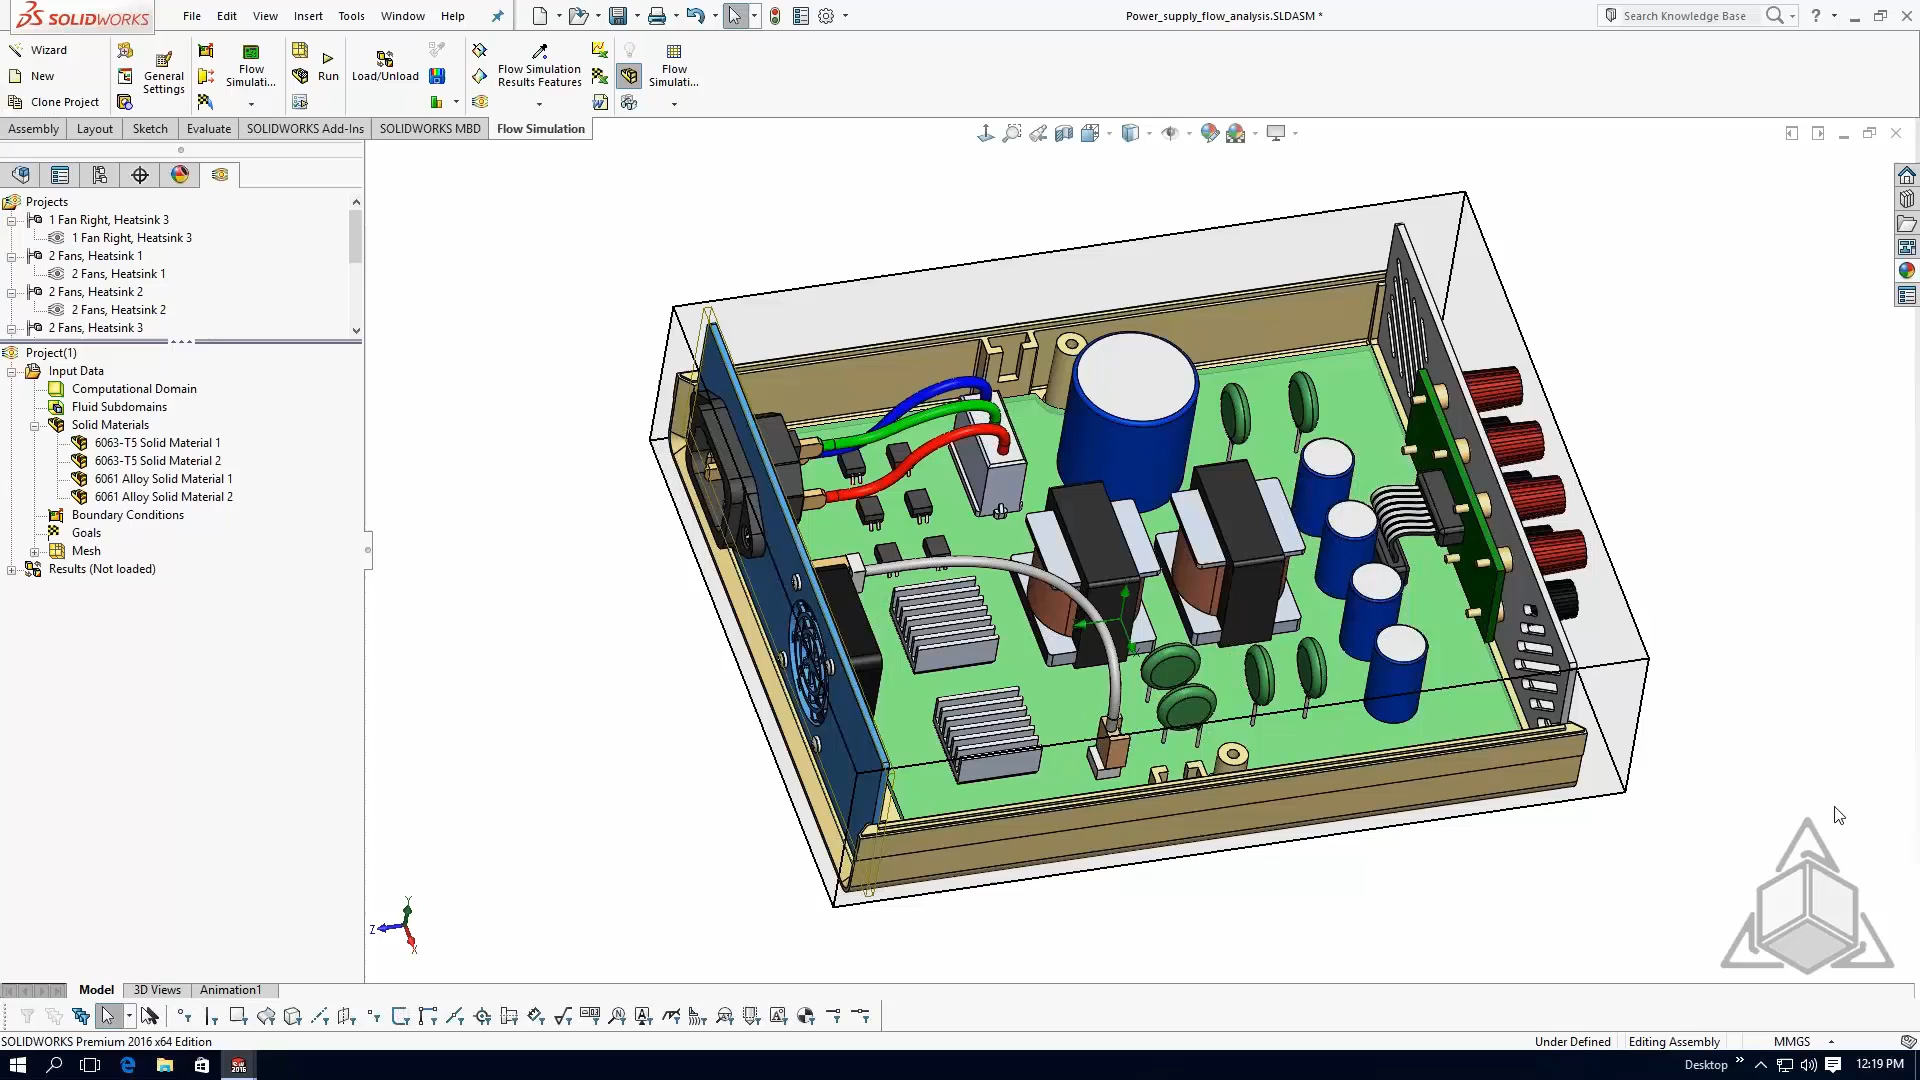 SOLIDWORKS
File Edit View Insert Tools Window Help
Power_supply_flow_analysis.SLDASM *
Search Knowledge Base
Wizard
New
Clone Project
General
Settings
Flow
Simulati...
Run
Load/Unload
Flow Simulation
Results Features
Flow
Simulati...
Assembly Layout Sketch Evaluate SOLIDWORKS Add-Ins SOLIDWORKS MBD Flow Simulation
Projects
1 Fan Right, Heatsink 3
1 Fan Right, Heatsink 3
2 Fans, Heatsink 1
2 Fans, Heatsink 1
2 Fans, Heatsink 2
2 Fans, Heatsink 2
2 Fans, Heatsink 3
Project(1)
Input Data
Computational Domain
Fluid Subdomains
Solid Materials
6063-T5 Solid Material 1
6063-T5 Solid Material 2
6061 Alloy Solid Material 1
6061 Alloy Solid Material 2
Boundary Conditions
Goals
Mesh
Results (Not loaded)
Y
Z
X
Model 3D Views Animation1
SOLIDWORKS Premium 2016 x64 Edition
Under Defined Editing Assembly MMGS
Desktop
12:19 PM